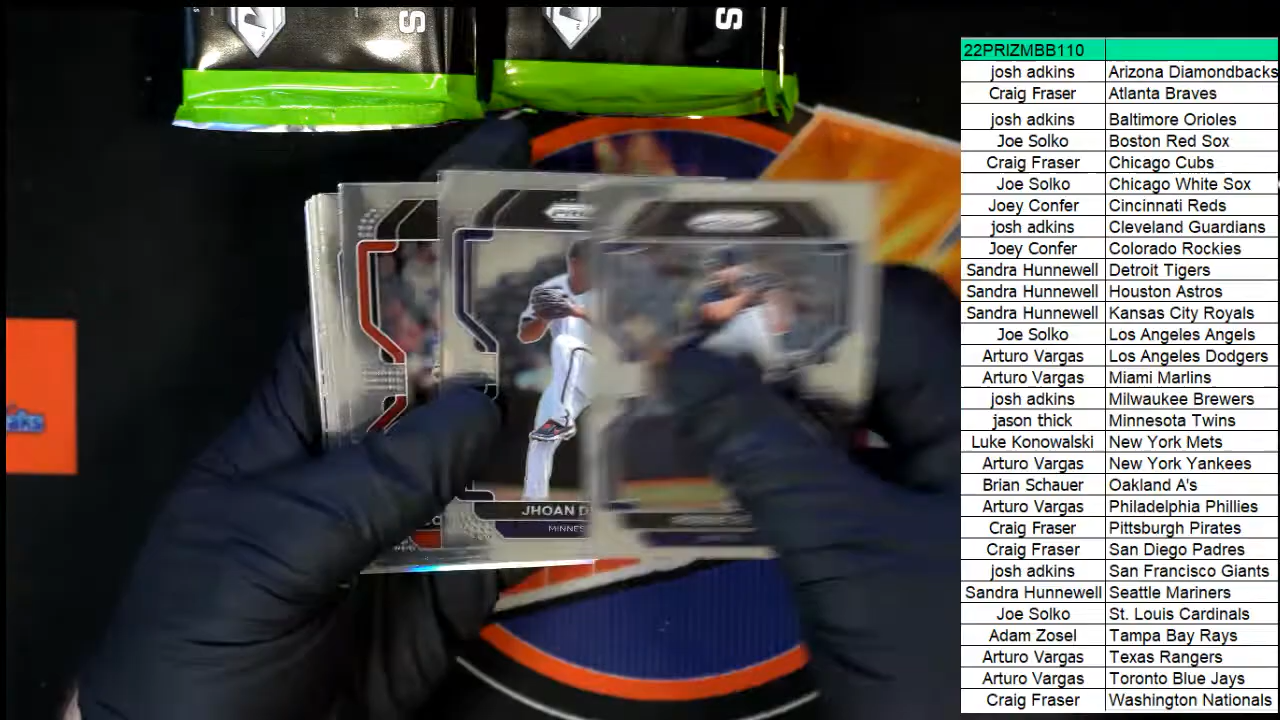 S
S
aks
JHOAN D
MINNES
22PRIZMBB110
josh adkins Arizona Diamondbacks
Craig Fraser Atlanta Braves
josh adkins Baltimore Orioles
Joe Solko Boston Red Sox
Craig Fraser Chicago Cubs
Joe Solko Chicago White Sox
Joey Confer Cincinnati Reds
josh adkins Cleveland Guardians
Joey Confer Colorado Rockies
Sandra Hunnewell Detroit Tigers
Sandra Hunnewell Houston Astros
Sandra Hunnewell Kansas City Royals
Joe Solko Los Angeles Angels
Arturo Vargas Los Angeles Dodgers
Arturo Vargas Miami Marlins
josh adkins Milwaukee Brewers
jason thick Minnesota Twins
Luke Konowalski New York Mets
Arturo Vargas New York Yankees
Brian Schauer Oakland A's
Arturo Vargas Philadelphia Phillies
Craig Fraser Pittsburgh Pirates
Craig Fraser San Diego Padres
josh adkins San Francisco Giants
Sandra Hunnewell Seattle Mariners
Joe Solko St. Louis Cardinals
Adam Zosel Tampa Bay Rays
Arturo Vargas Texas Rangers
Arturo Vargas Toronto Blue Jays
Craig Fraser Washington Nationals